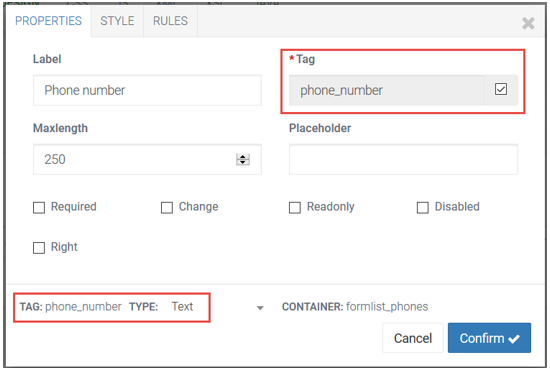 PROPERTIES STYLE RULES
Label * Tag
Phone number phone_number
Maxlength Placeholder
250
Required Change Readonly Disabled
Right
TAG: phone_number TYPE: Text CONTAINER: formlist_phones
Cancel Confirm